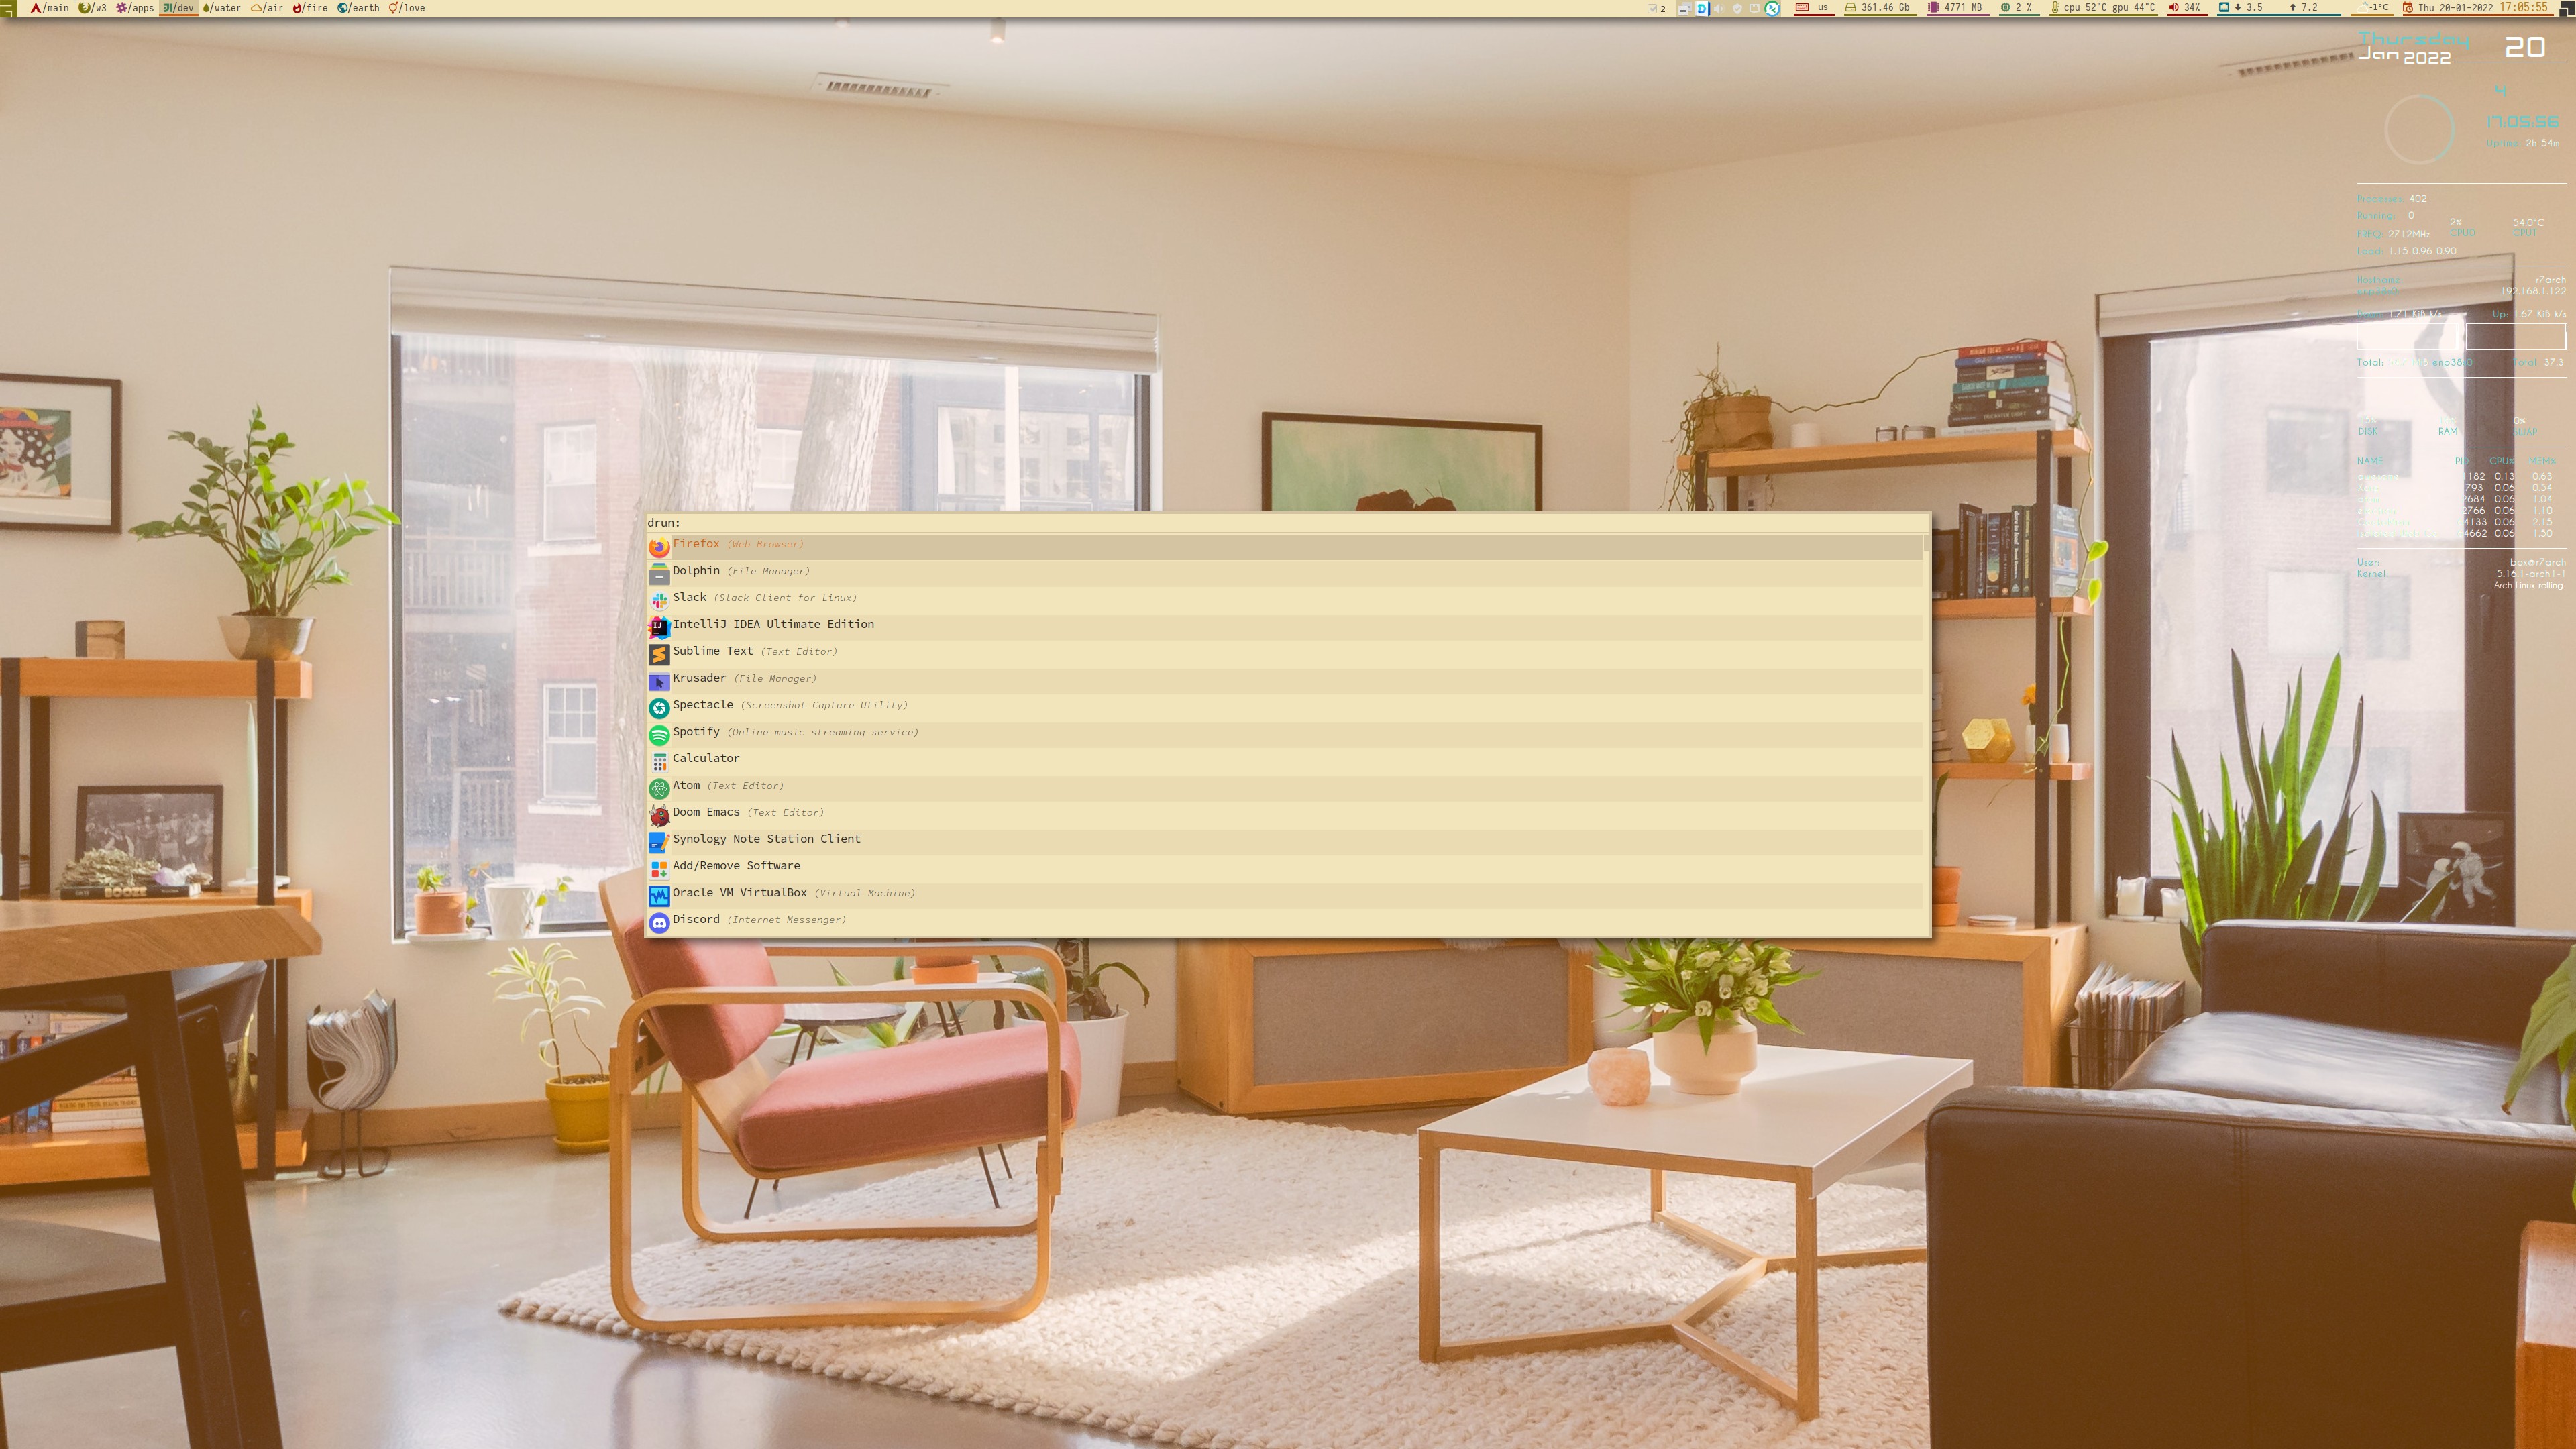 /main /w3 /apps /dev /water /air /fire /earth /love
2 us 361.46 Gb 4771 MB 2 % cpu 52°C gpu 44°C 34% 3.5 7.2 -1°C Thu 20-01-2022 17:05:55
Thursday 20
Jan 2022
4
17:05:56
Uptime: 2h 54m
Processes: 402
Running: 0
2% 54.0°C
FREQ: 2712MHz CPU0 CPUT
Load: 1.15 0.96 0.90
Hostname: r7arch
192.168.1.122
Down: 1.71 KiB k/s Up: 1.67 KiB k/s
Total: Total: 37.3
0%
DISK RAM SWAP
NAME PID CPU% MEM%
1182 0.13 0.63
793 0.06 0.54
2684 0.06 1.04
2766 0.06 1.10
4133 0.06 2.15
4662 0.06 1.50
User: box@r7arch
Kernel: 5.16.1-arch1-1
Arch Linux rolling
drun:
Firefox (Web Browser)
Dolphin (File Manager)
Slack (Slack Client for Linux)
IntelliJ IDEA Ultimate Edition
Sublime Text (Text Editor)
Krusader (File Manager)
Spectacle (Screenshot Capture Utility)
Spotify (Online music streaming service)
Calculator
Atom (Text Editor)
Doom Emacs (Text Editor)
Synology Note Station Client
Add/Remove Software
Oracle VM VirtualBox (Virtual Machine)
Discord (Internet Messenger)
BOOZE